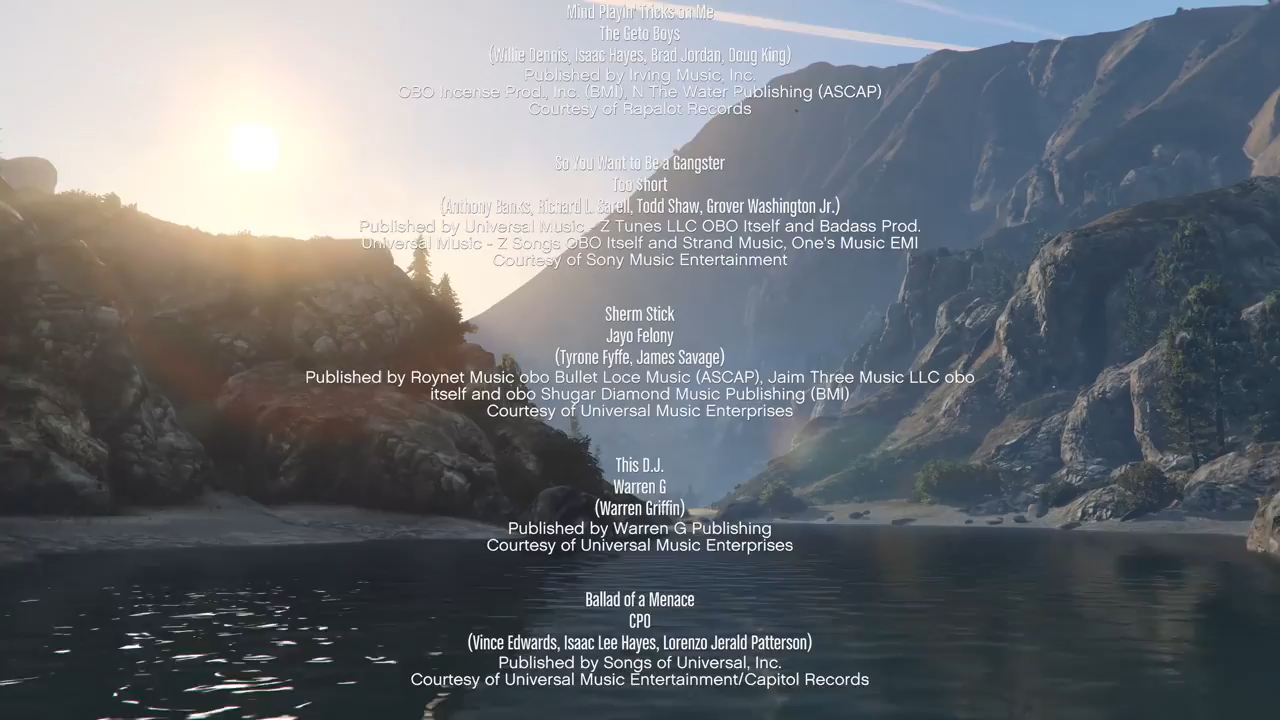 Mind Playin' Tricks on Me
The Geto Boys
(Willie Dennis, Isaac Hayes, Brad Jordan, Doug King)
Published by Irving Music, Inc.
OBO Incense Prod., Inc. (BMI), N The Water Publishing (ASCAP)
Courtesy of Rapalot Records
So You Want to Be a Gangster
Too $hort
(Anthony Banks, Richard L. Sarell, Todd Shaw, Grover Washington Jr.)
Published by Universal Music - Z Tunes LLC OBO Itself and Badass Prod.
Universal Music - Z Songs OBO Itself and Strand Music, One's Music EMI
Courtesy of Sony Music Entertainment
Sherm Stick
Jayo Felony
(Tyrone Fyffe, James Savage)
Published by Roynet Music obo Bullet Loce Music (ASCAP), Jaim Three Music LLC obo
itself and obo Shugar Diamond Music Publishing (BMI)
Courtesy of Universal Music Enterprises
This D.J.
Warren G
(Warren Griffin)
Published by Warren G Publishing
Courtesy of Universal Music Enterprises
Ballad of a Menace
CPO
(Vince Edwards, Isaac Lee Hayes, Lorenzo Jerald Patterson)
Published by Songs of Universal, Inc.
Courtesy of Universal Music Entertainment/Capitol Records